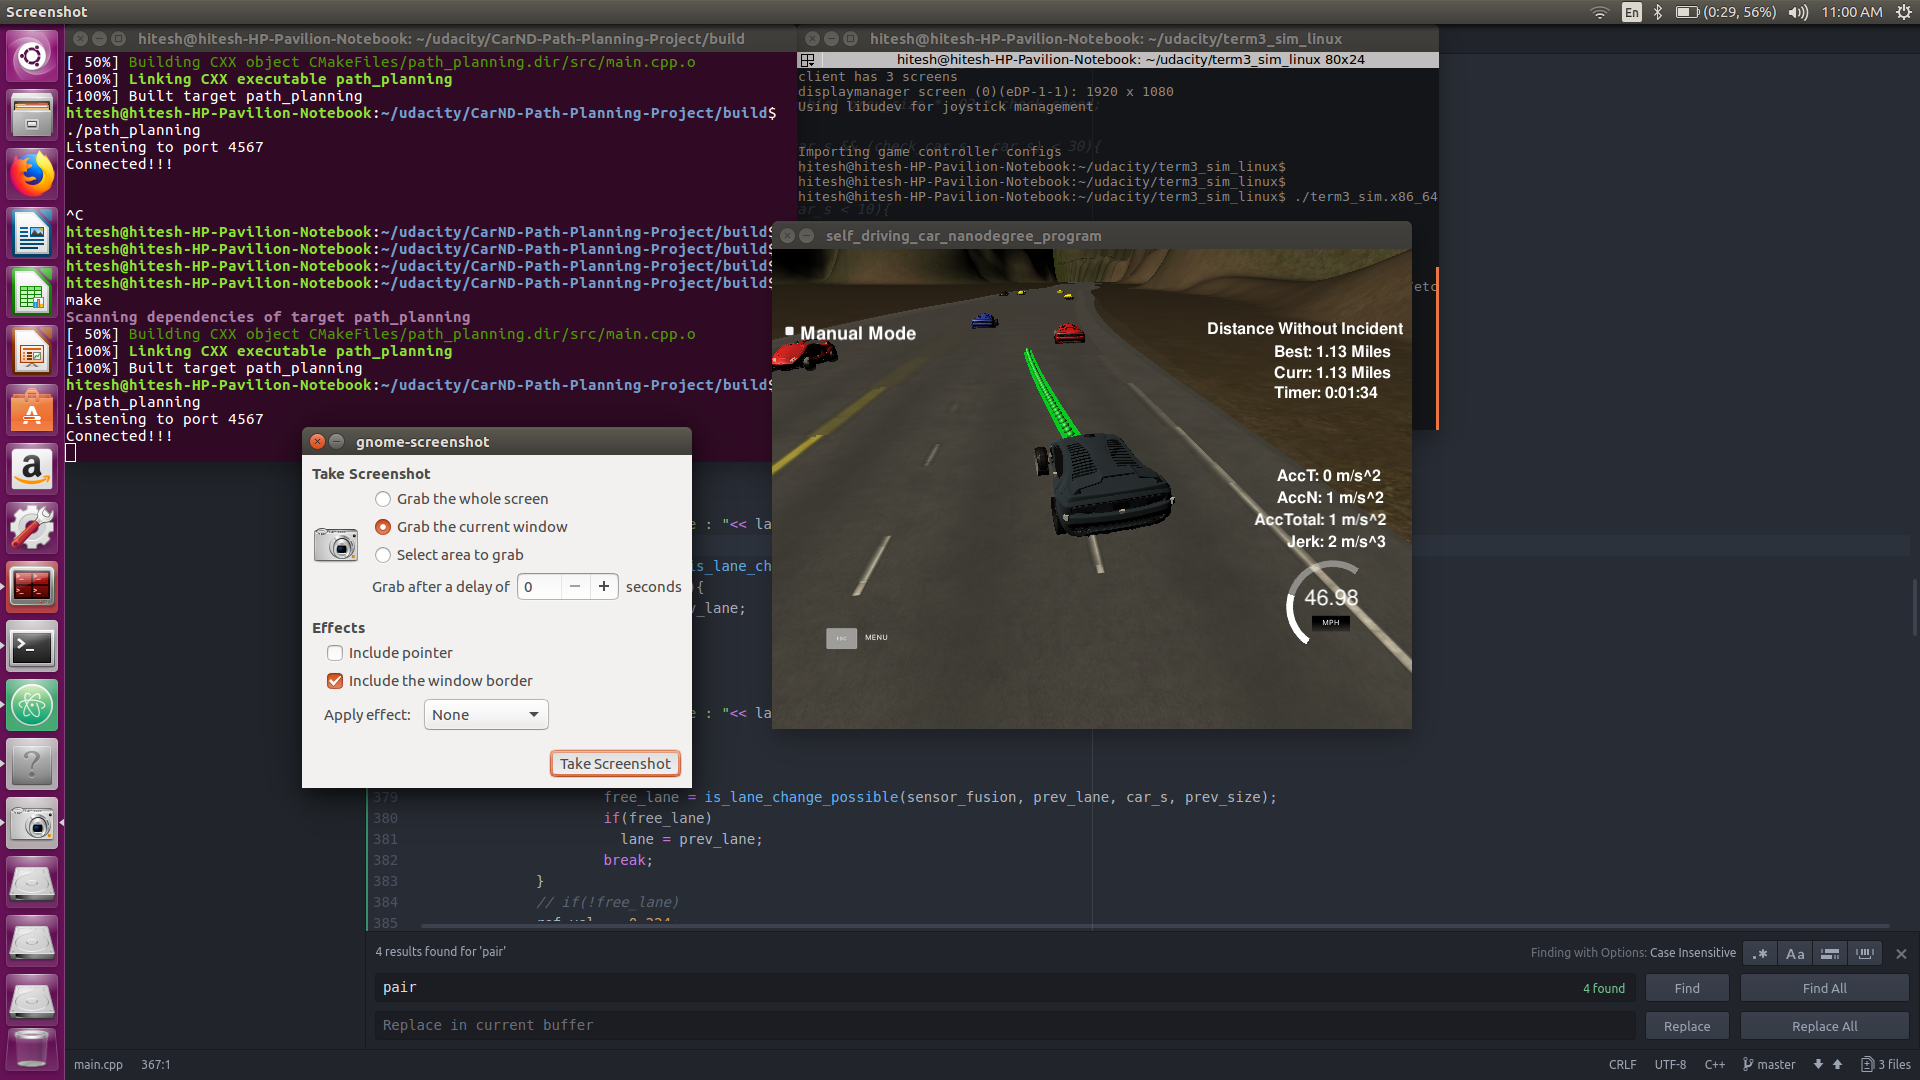 Screenshot
En
(0:29, 56%)
11:00 AM
hitesh@hitesh-HP-Pavilion-Notebook: ~/udacity/CarND-Path-Planning-Project/build
[ 50%] Building CXX object CMakeFiles/path_planning.dir/src/main.cpp.o
[100%] Linking CXX executable path_planning
[100%] Built target path_planning
hitesh@hitesh-HP-Pavilion-Notebook:~/udacity/CarND-Path-Planning-Project/build$
./path_planning
Listening to port 4567
Connected!!!
^C
hitesh@hitesh-HP-Pavilion-Notebook:~/udacity/CarND-Path-Planning-Project/build$
hitesh@hitesh-HP-Pavilion-Notebook:~/udacity/CarND-Path-Planning-Project/build$
hitesh@hitesh-HP-Pavilion-Notebook:~/udacity/CarND-Path-Planning-Project/build$
hitesh@hitesh-HP-Pavilion-Notebook:~/udacity/CarND-Path-Planning-Project/build$
make
Scanning dependencies of target path_planning
[ 50%] Building CXX object CMakeFiles/path_planning.dir/src/main.cpp.o
[100%] Linking CXX executable path_planning
[100%] Built target path_planning
hitesh@hitesh-HP-Pavilion-Notebook:~/udacity/CarND-Path-Planning-Project/build$
./path_planning
Listening to port 4567
Connected!!!
hitesh@hitesh-HP-Pavilion-Notebook: ~/udacity/term3_sim_linux
hitesh@hitesh-HP-Pavilion-Notebook: ~/udacity/term3_sim_linux 80x24
client has 3 screens
displaymanager screen (0)(eDP-1-1): 1920 x 1080
Using libudev for joystick management
Importing game controller configs
hitesh@hitesh-HP-Pavilion-Notebook:~/udacity/term3_sim_linux$
hitesh@hitesh-HP-Pavilion-Notebook:~/udacity/term3_sim_linux$
hitesh@hitesh-HP-Pavilion-Notebook:~/udacity/term3_sim_linux$ ./term3_sim.x86_64
ar_s < 10){
self_driving_car_nanodegree_program
Manual Mode
Distance Without Incident
Best: 1.13 Miles
Curr: 1.13 Miles
Timer: 0:01:34
AccT: 0 m/s^2
AccN: 1 m/s^2
AccTotal: 1 m/s^2
Jerk: 2 m/s^3
46.98
MPH
ESC MENU
/etc
gnome-screenshot
Take Screenshot
Grab the whole screen
Grab the current window
Select area to grab
Grab after a delay of 0 seconds
Effects
Include pointer
Include the window border
Apply effect: None
Take Screenshot
e : "<< la
s_lane_ch
){
_lane;
e : "<< la
379 free_lane = is_lane_change_possible(sensor_fusion, prev_lane, car_s, prev_size);
380 if(free_lane)
381 lane = prev_lane;
382 break;
383 }
384 // if(!free_lane)
385
4 results found for 'pair'
Finding with Options: Case Insensitive
.* Aa
pair
4 found
Find
Find All
Replace in current buffer
Replace
Replace All
main.cpp 367:1
CRLF UTF-8 C++ master 3 files